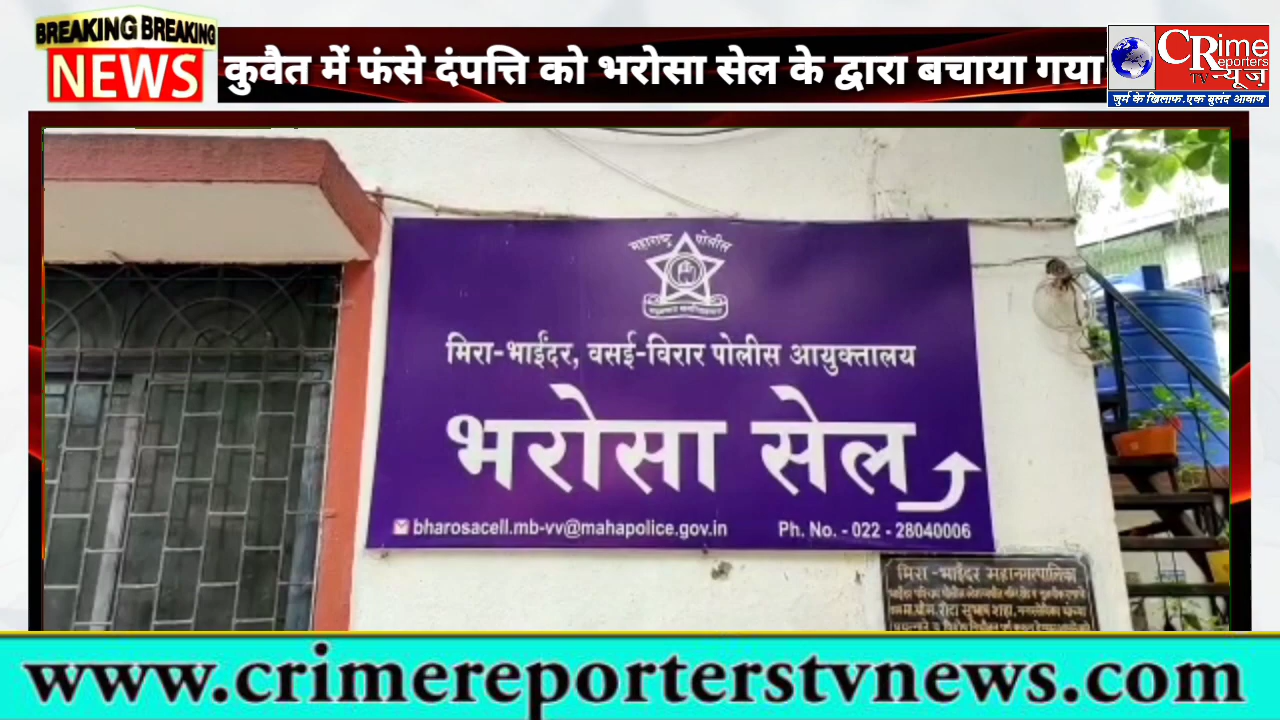 BREAKING BREAKING
NEWS
कुवैत में फंसे दंपत्ति को भरोसा सेल के द्वारा बचाया गया
CRime
Reporters
TV न्यूज़
जुर्म के खिलाफ.एक बुलंद आवाज
महाराष्ट्र पोलीस
मिरा-भाईंदर, वसई-विरार पोलीस आयुक्तालय
भरोसा सेल
bharosacell.mb-vv@mahapolice.gov.in
Ph. No. - 022 - 28040006
मिरा - भाईंदर महानगरपालिका
www.crimereporterstvnews.com